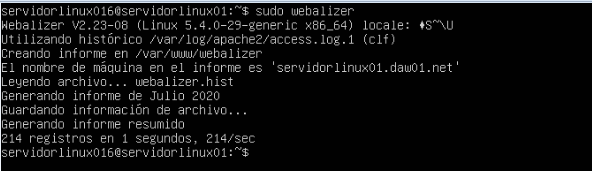 servidorlinux016@servidorlinux01:~$ sudo webalizer
Webalizer V2.23-08 (Linux 5.4.0-29-generic x86_64) locale: ♦S^\U
Utilizando histórico /var/log/apache2/access.log.1 (clf)
Creando informe en /var/www/webalizer
El nombre de máquina en el informe es 'servidorlinux01.daw01.net'
Leyendo archivo... webalizer.hist
Generando informe de Julio 2020
Guardando información de archivo...
Generando informe resumido
214 registros en 1 segundos, 214/sec
servidorlinux016@servidorlinux01:~$